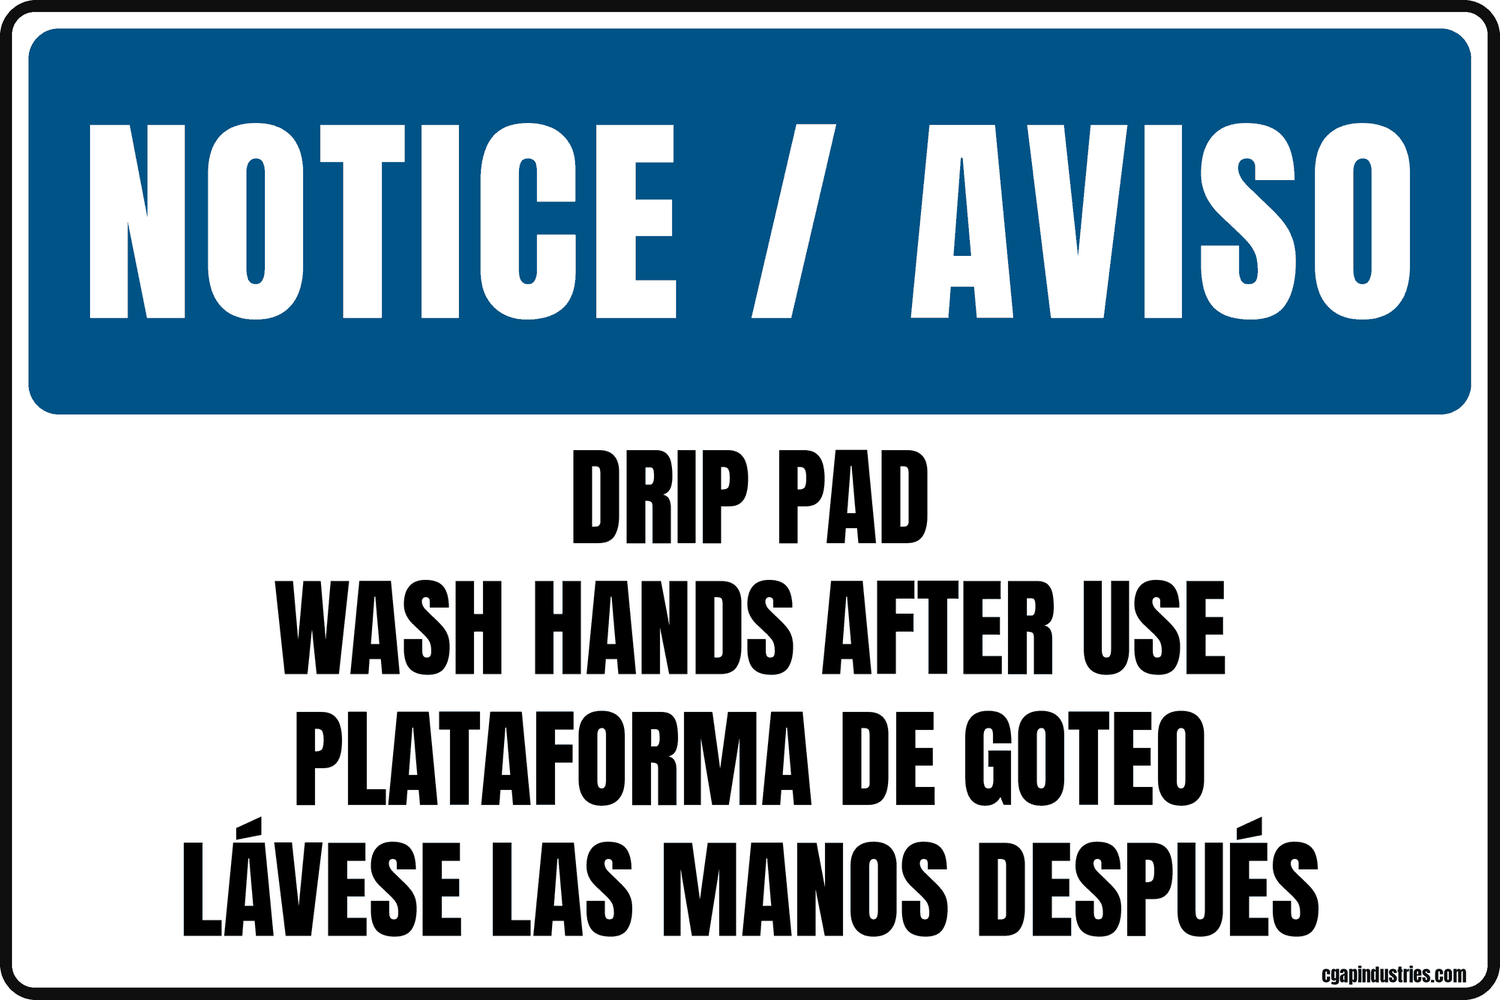 NOTICE / AVISO
DRIP PAD
WASH HANDS AFTER USE
PLATAFORMA DE GOTEO
LÁVESE LAS MANOS DESPUÉS
cgapindustries.com